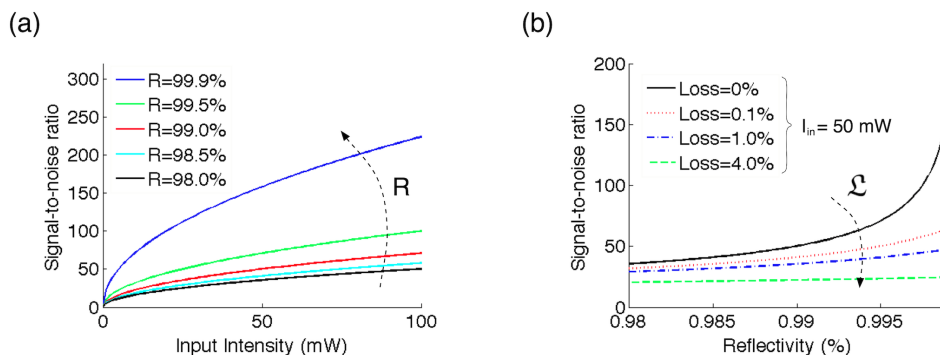 (a)
Signal-to-noise ratio
300
250
200
150
100
50
0
R=99.9%
R=99.5%
R=99.0%
R=98.5%
R=98.0%
R
0
50
100
Input Intensity (mW)
(b)
Signal-to-noise ratio
200
150
100
50
0
Loss=0%
Loss=0.1%
Loss=1.0%
Loss=4.0%
I_in = 50 mW
𝔏
0.98
0.985
0.99
0.995
Reflectivity (%)